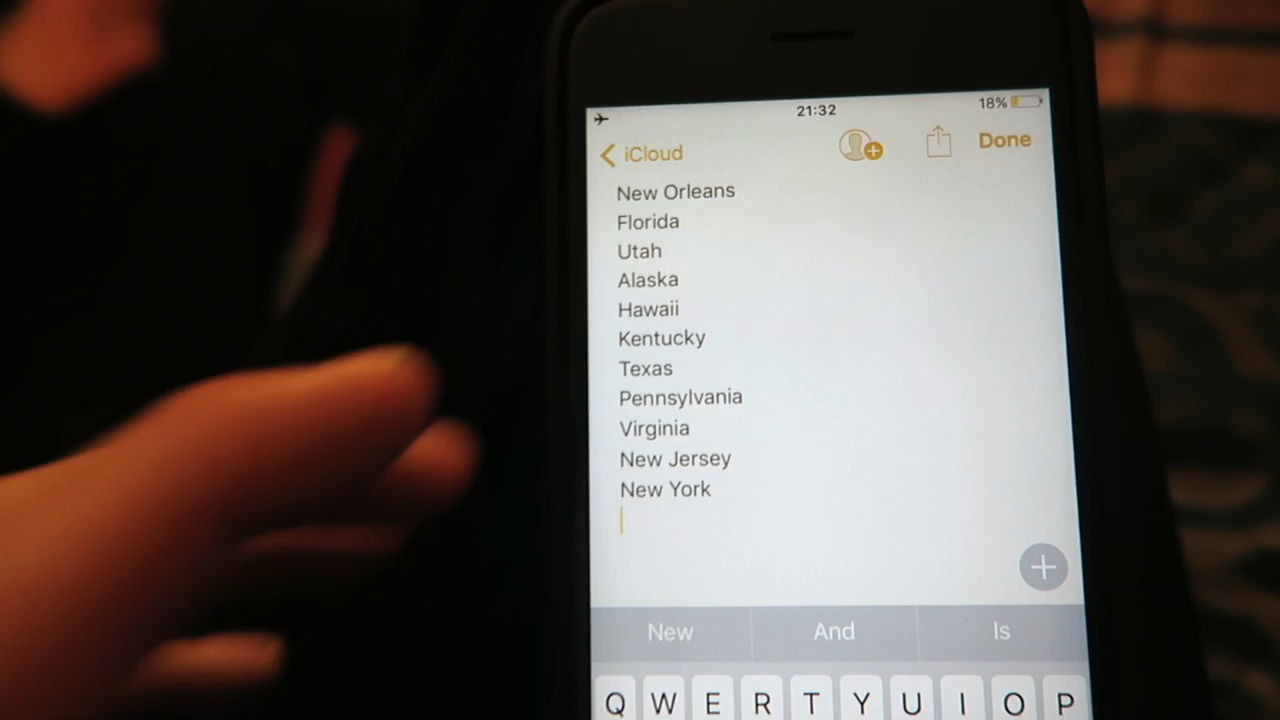 21:32
18%
iCloud
Done
New Orleans
Florida
Utah
Alaska
Hawaii
Kentucky
Texas
Pennsylvania
Virginia
New Jersey
New York
New And Is
Q W E R T Y U I O P